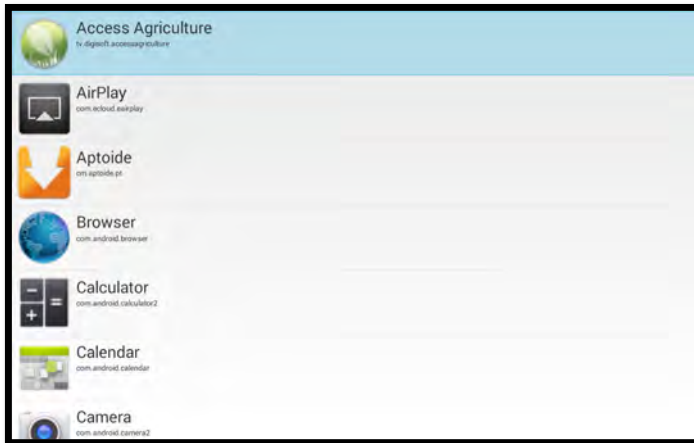 Access Agriculture
tv.digisoft.accessagriculture
AirPlay
com.ecloud.eairplay
Aptoide
cm.aptoide.pt
Browser
com.android.browser
Calculator
com.android.calculator2
Calendar
com.android.calendar
Camera
com.android.camera2